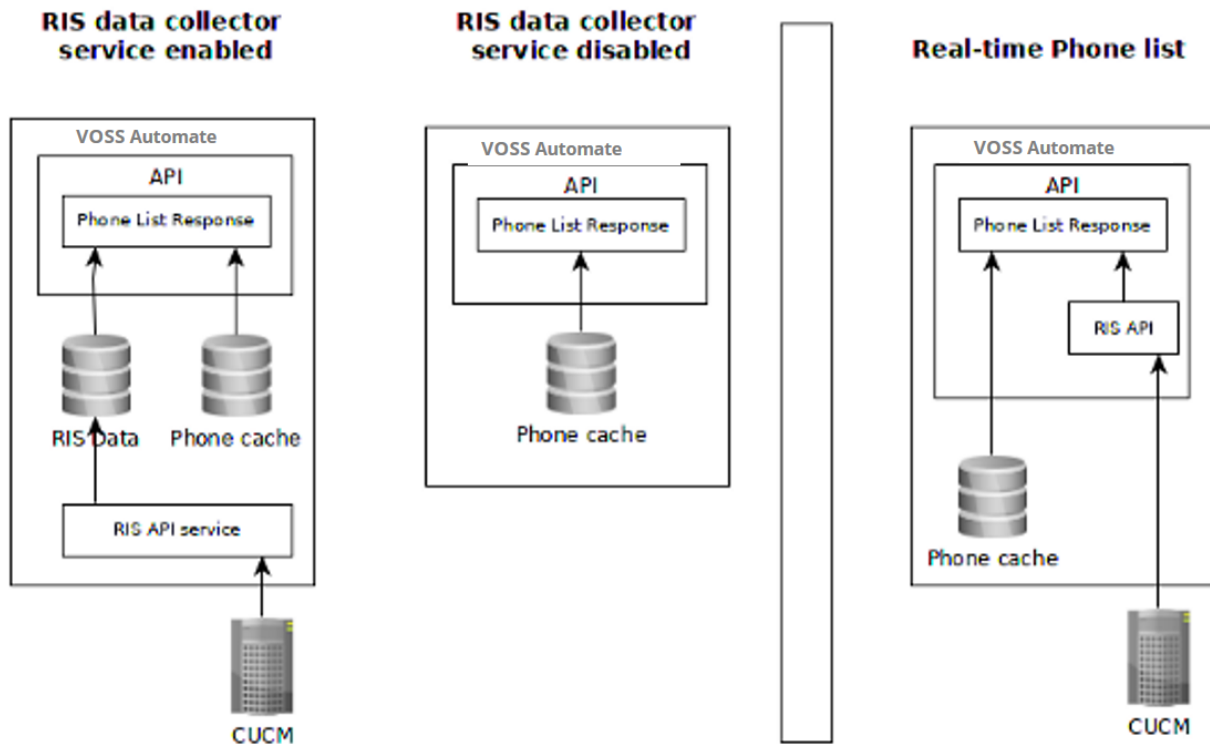 RIS data collector
service enabled
VOSS Automate
API
Phone List Response
RIS Data
Phone cache
RIS API service
CUCM
RIS data collector
service disabled
VOSS Automate
API
Phone List Response
Phone cache
Real-time Phone list
VOSS Automate
API
Phone List Response
RIS API
Phone cache
CUCM